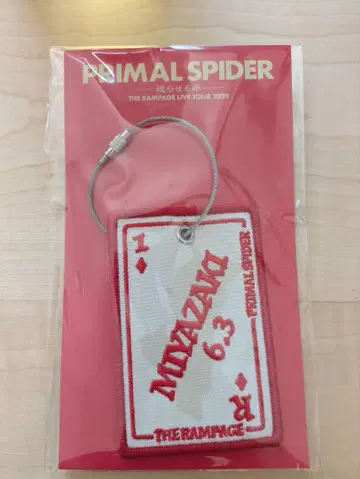 PRIMAL SPIDER
THE RAMPAGE LIVE TOUR 2025
1
MIYAZAKI
6.3
PRIMAL SPIDER
R
THE RAMPAGE